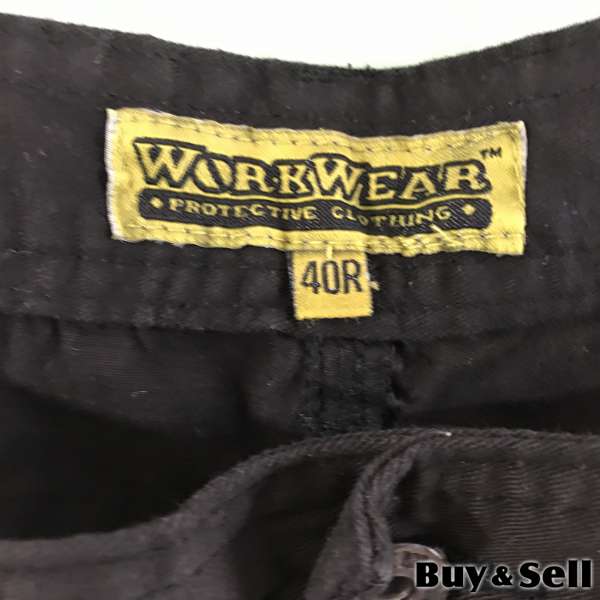 WORKWEAR™
• PROTECTIVE CLOTHING •
40R
Buy & Sell